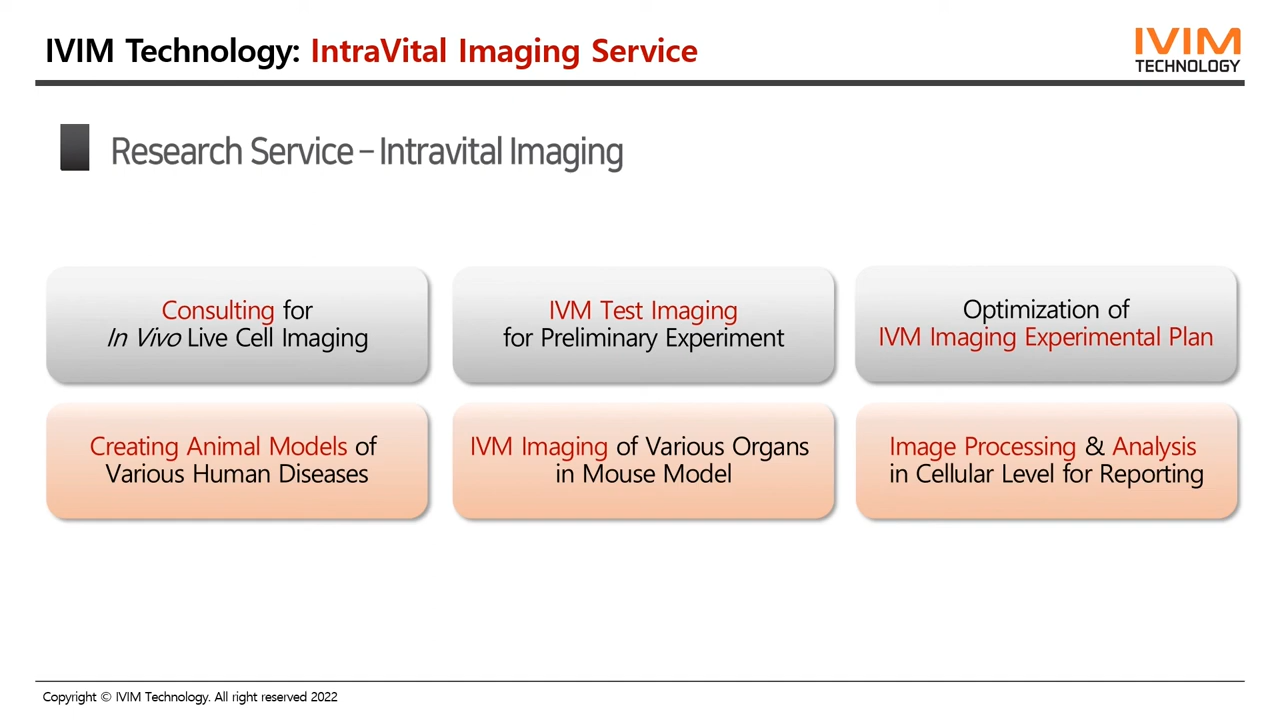 IVIM Technology: IntraVital Imaging Service
IVIM
TECHNOLOGY
Research Service – Intravital Imaging
Consulting for
In Vivo Live Cell Imaging
IVM Test Imaging
for Preliminary Experiment
Optimization of
IVM Imaging Experimental Plan
Creating Animal Models of
Various Human Diseases
IVM Imaging of Various Organs
in Mouse Model
Image Processing & Analysis
in Cellular Level for Reporting
Copyright © IVIM Technology. All right reserved 2022